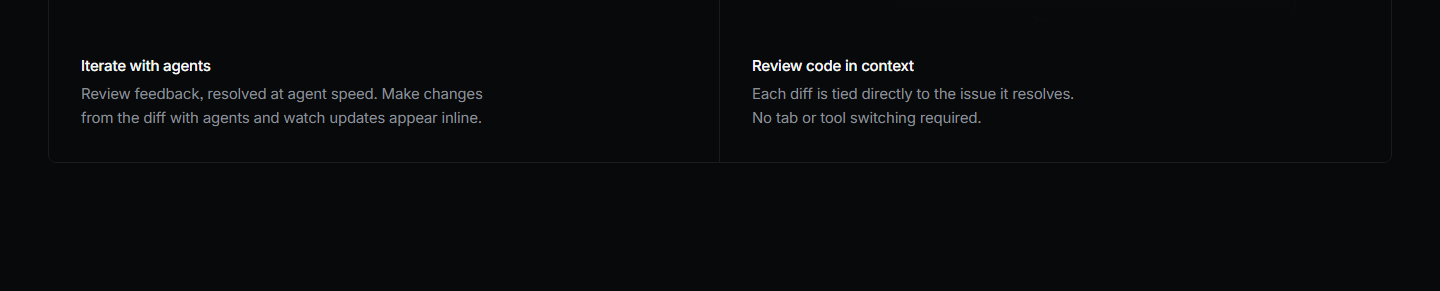 Iterate with agents
Review feedback, resolved at agent speed. Make changes
from the diff with agents and watch updates appear inline.
Review code in context
Each diff is tied directly to the issue it resolves.
No tab or tool switching required.